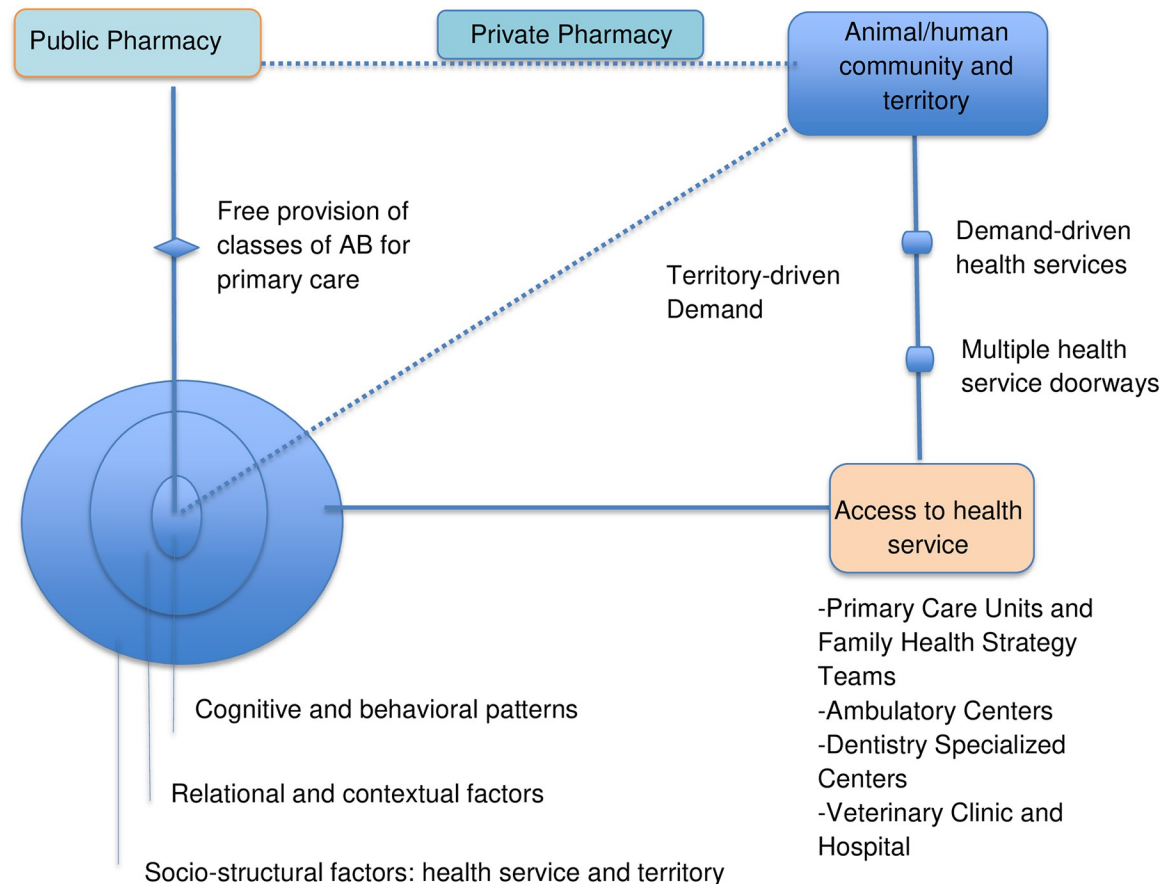 Public Pharmacy
Private Pharmacy
Animal/human
community and
territory
Free provision of
classes of AB for
primary care
Territory-driven
Demand
Demand-driven
health services
Multiple health
service doorways
Access to health
service
-Primary Care Units and
Family Health Strategy
Teams
-Ambulatory Centers
-Dentistry Specialized
Centers
-Veterinary Clinic and
Hospital
Cognitive and behavioral patterns
Relational and contextual factors
Socio-structural factors: health service and territory